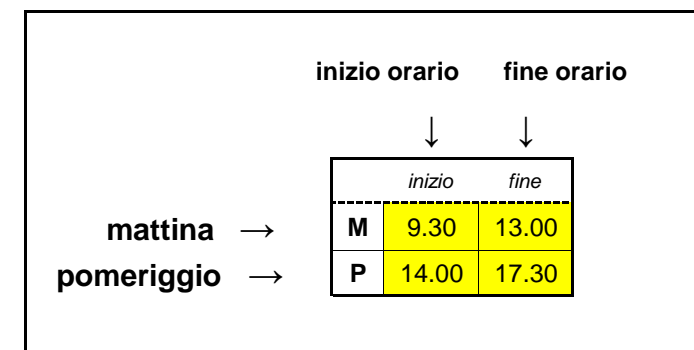 inizio orario fine orario
↓ ↓
inizio fine
mattina → M 9.30 13.00
pomeriggio → P 14.00 17.30